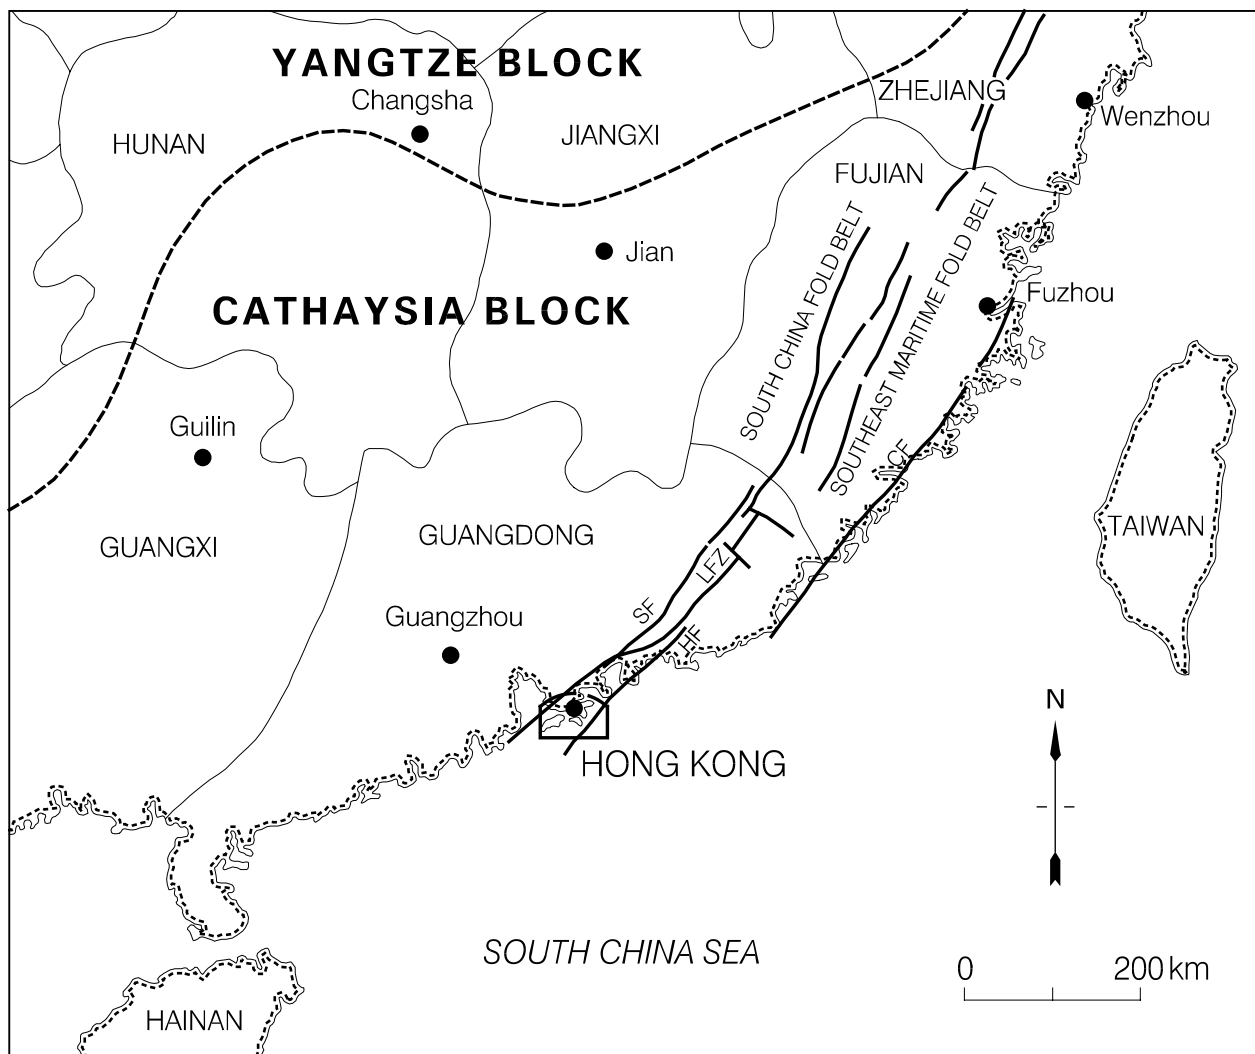 YANGTZE BLOCK
Changsha
ZHEJIANG
Wenzhou
HUNAN
JIANGXI
FUJIAN
SOUTH CHINA FOLD BELT
SOUTHEAST MARITIME FOLD BELT
Jian
CATHAYSIA BLOCK
Fuzhou
Guilin
CF
GUANGXI
GUANGDONG
TAIWAN
LFZ
SF
Guangzhou
HF
HONG KONG
N
SOUTH CHINA SEA
0 200 km
HAINAN